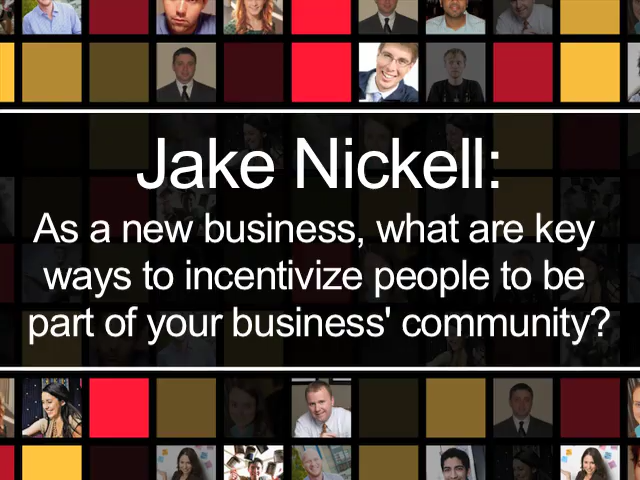 Jake Nickell:
As a new business, what are key
ways to incentivize people to be
part of your business' community?